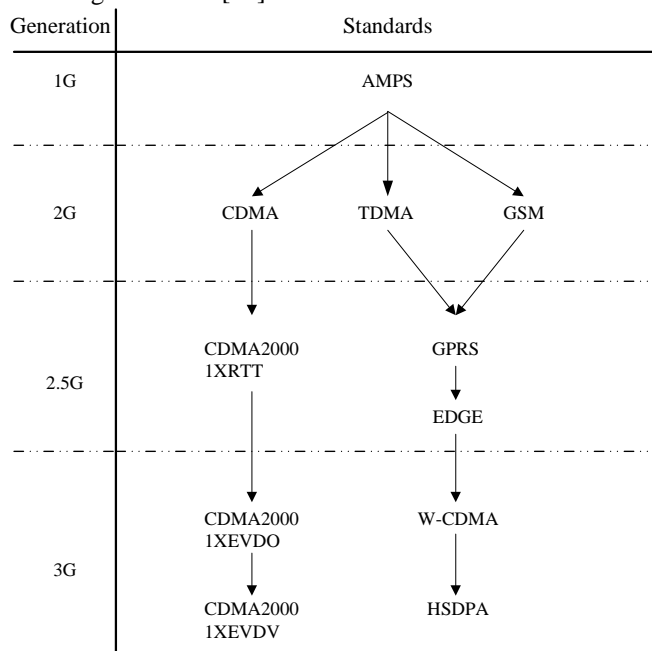 Generation Standards
1G AMPS
2G CDMA TDMA GSM
CDMA2000 GPRS
1XRTT
2.5G
EDGE
CDMA2000 W-CDMA
1XEVDO
3G
CDMA2000 HSDPA
1XEVDV